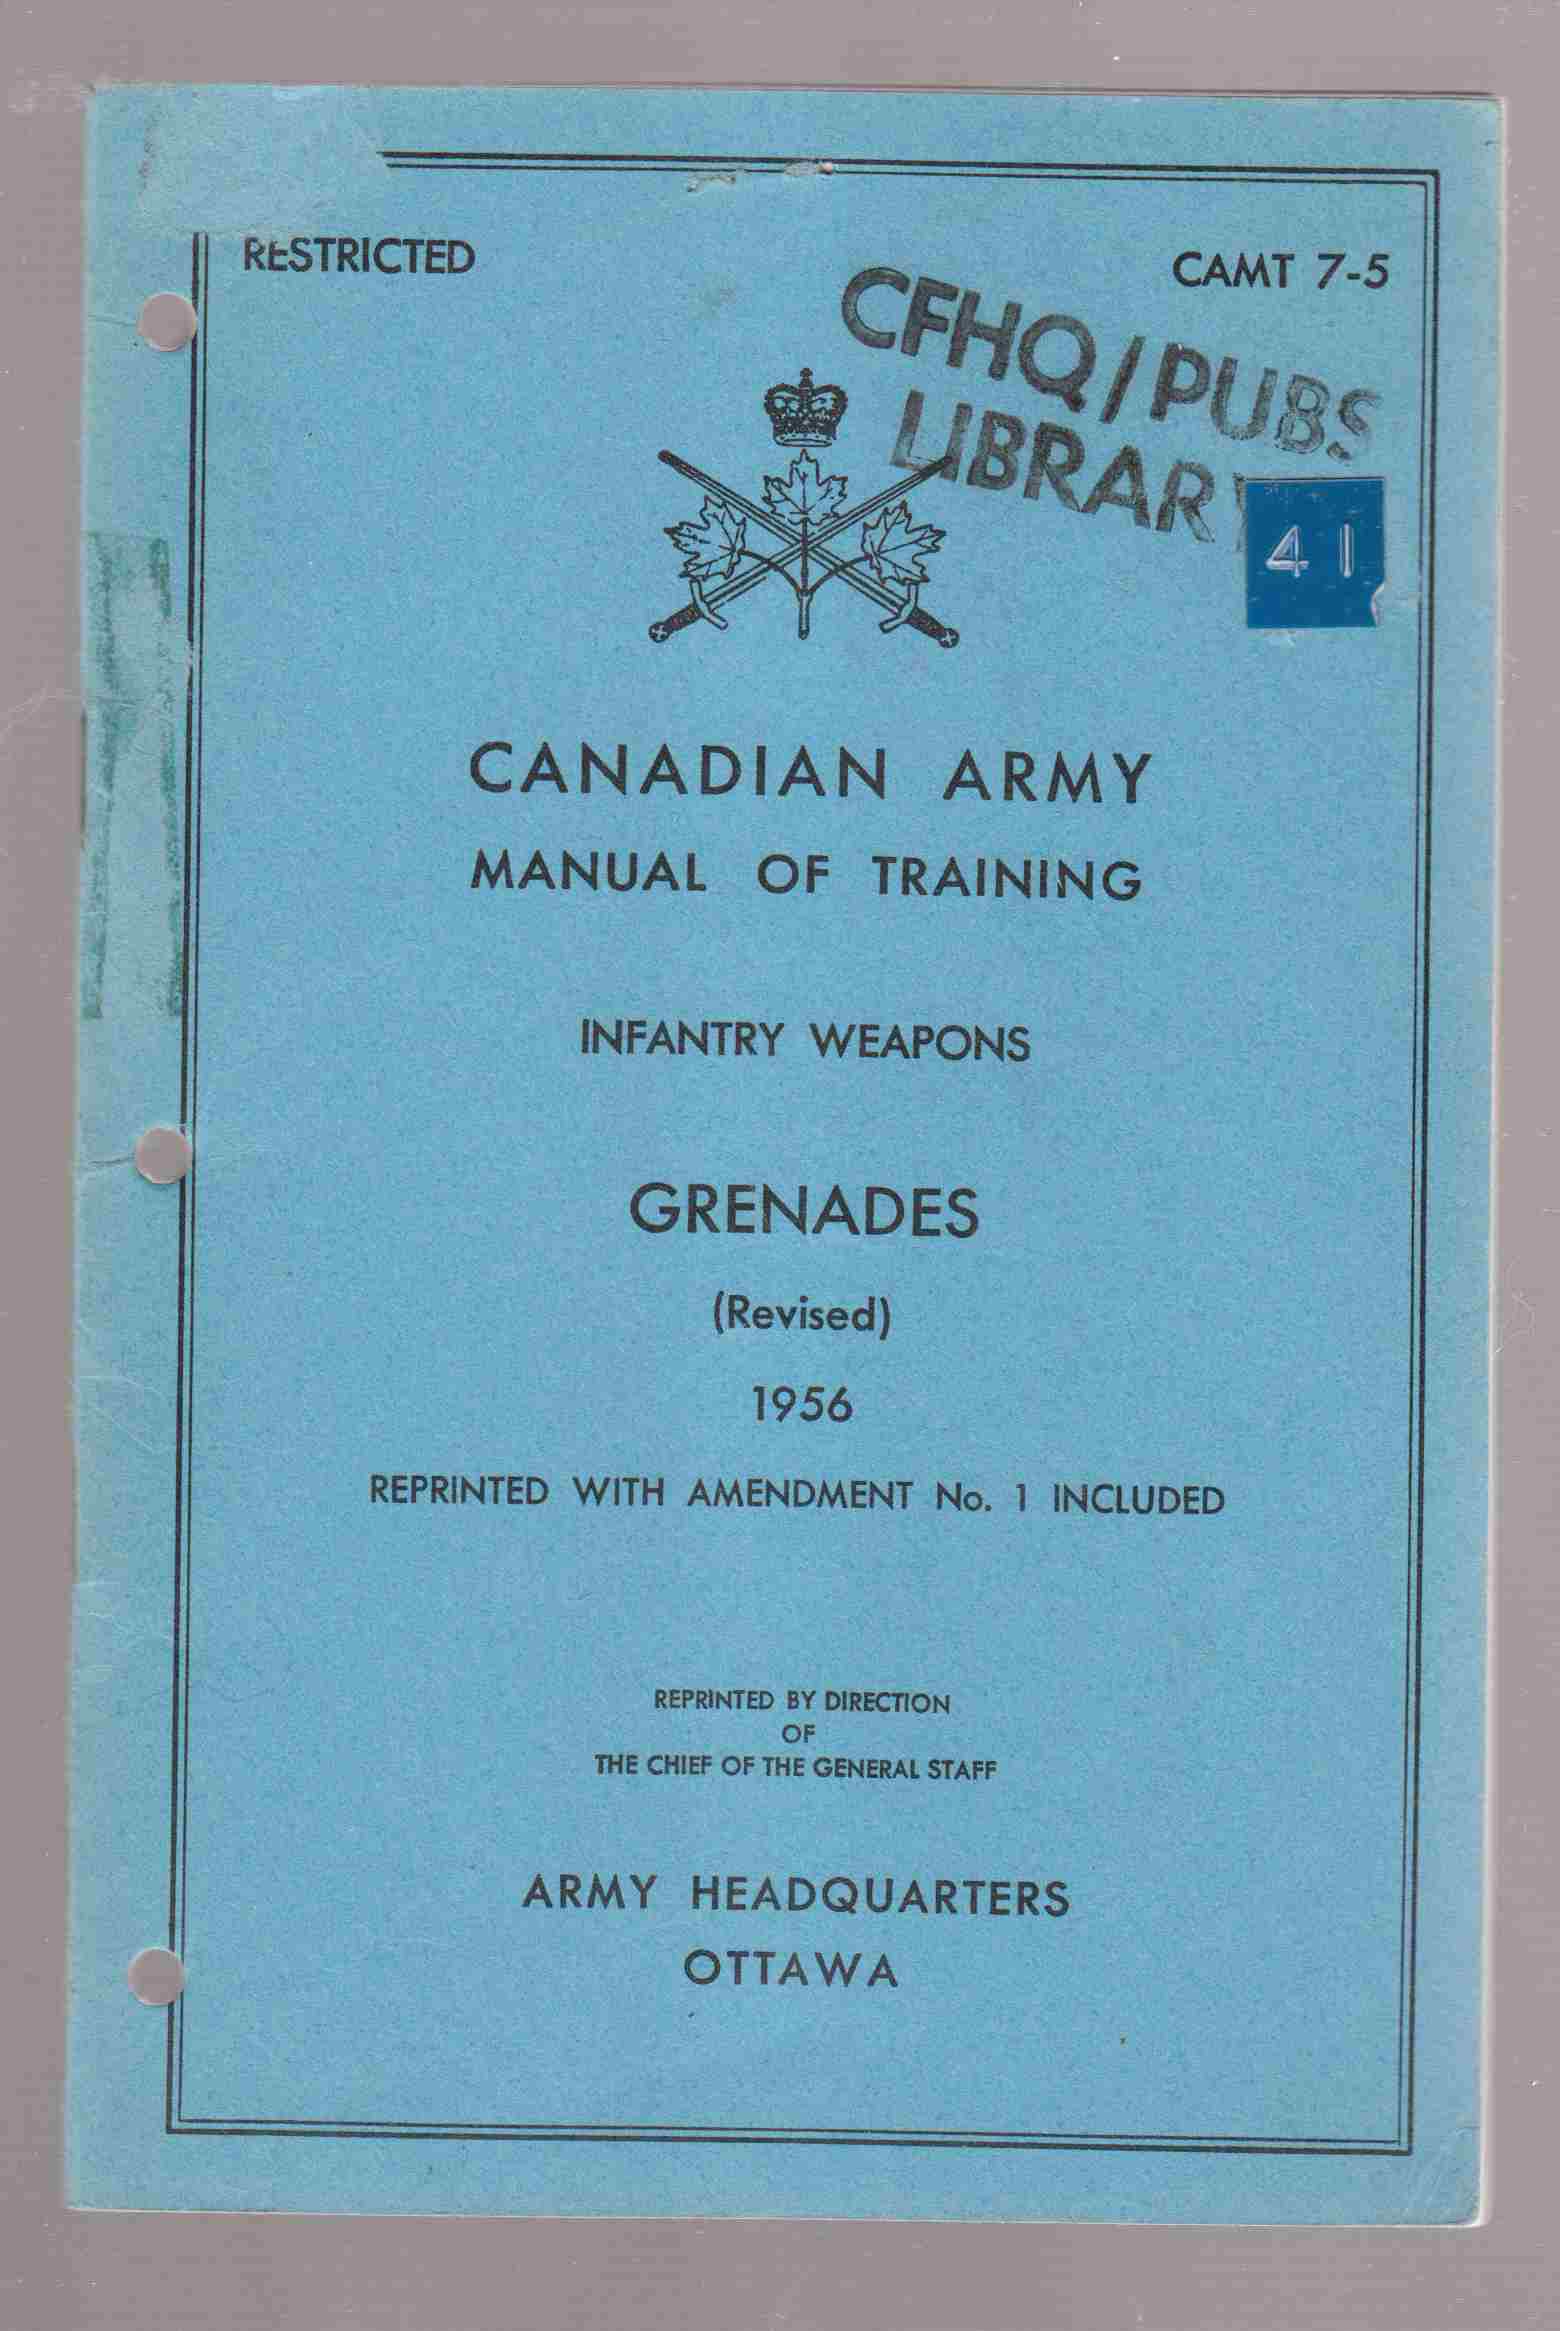 RESTRICTED
CAMT 7-5
CFHQ/PUBS
LIBRARY
41
CANADIAN ARMY
MANUAL OF TRAINING
INFANTRY WEAPONS
GRENADES
(Revised)
1956
REPRINTED WITH AMENDMENT No. 1 INCLUDED
REPRINTED BY DIRECTION
OF
THE CHIEF OF THE GENERAL STAFF
ARMY HEADQUARTERS
OTTAWA